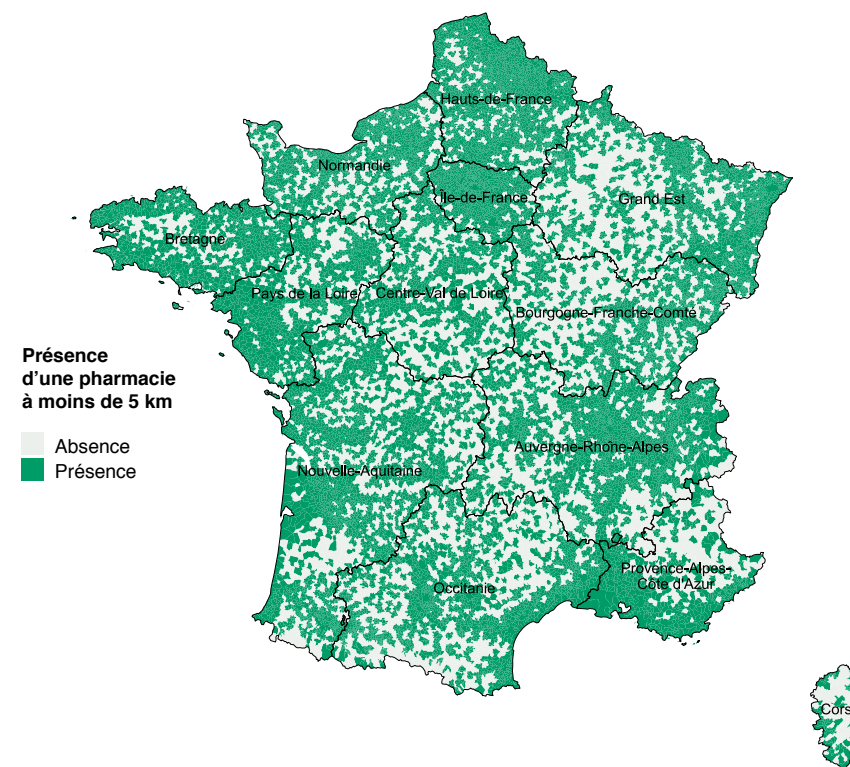 Hauts-de-France
Normandie
Île-de-France
Grand Est
Bretagne
Pays de la Loire
Centre-Val de Loire
Bourgogne-Franche-Comté
Présence
d'une pharmacie
à moins de 5 km
Absence
Présence
Auvergne-Rhône-Alpes
Nouvelle-Aquitaine
Occitanie
Provence-Alpes-
Côte d'Azur
Cors